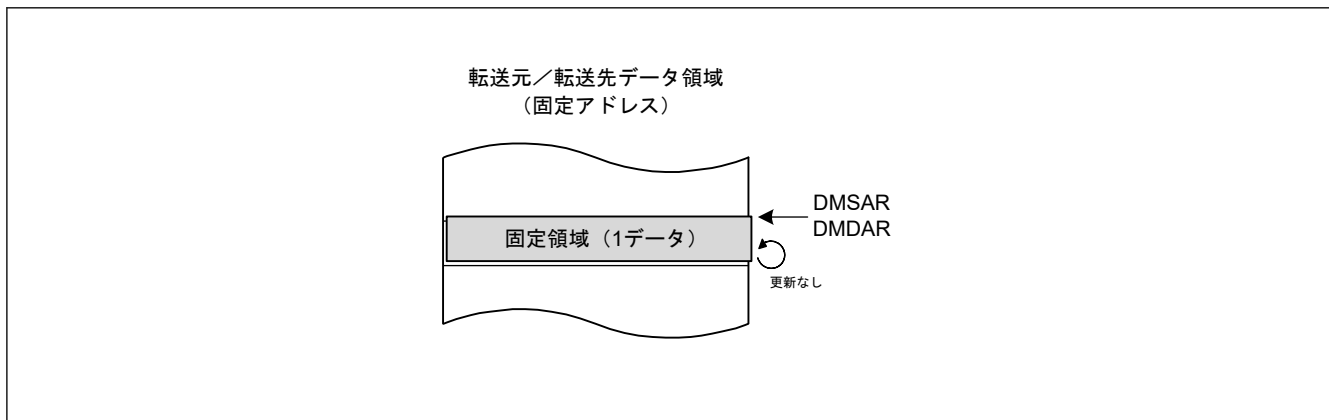 転送元／転送先データ領域
（固定アドレス）
DMSAR
DMDAR
固定領域（1データ）
更新なし